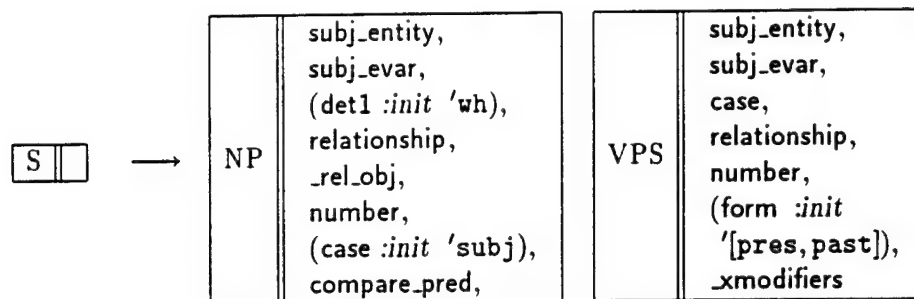 S → NP
subj_entity,
subj_evar,
(det1 :init 'wh),
relationship,
_rel_obj,
number,
(case :init 'subj),
compare_pred,
VPS
subj_entity,
subj_evar,
case,
relationship,
number,
(form :init
'[pres,past]),
_xmodifiers